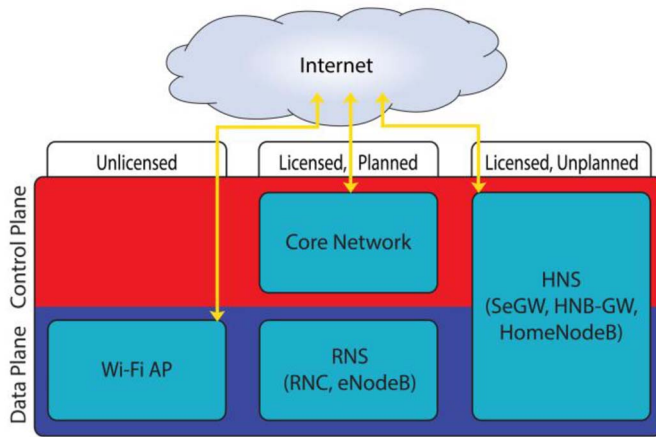 Internet
Unlicensed
Licensed, Planned
Licensed, Unplanned
Control Plane
Core Network
HNS
(SeGW, HNB-GW,
HomeNodeB)
Data Plane
Wi-Fi AP
RNS
(RNC, eNodeB)